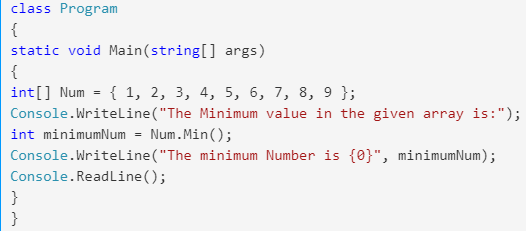 class Program
{
static void Main(string[] args)
{
int[] Num = { 1, 2, 3, 4, 5, 6, 7, 8, 9 };
Console.WriteLine("The Minimum value in the given array is:");
int minimumNum = Num.Min();
Console.WriteLine("The minimum Number is {0}", minimumNum);
Console.ReadLine();
}
}